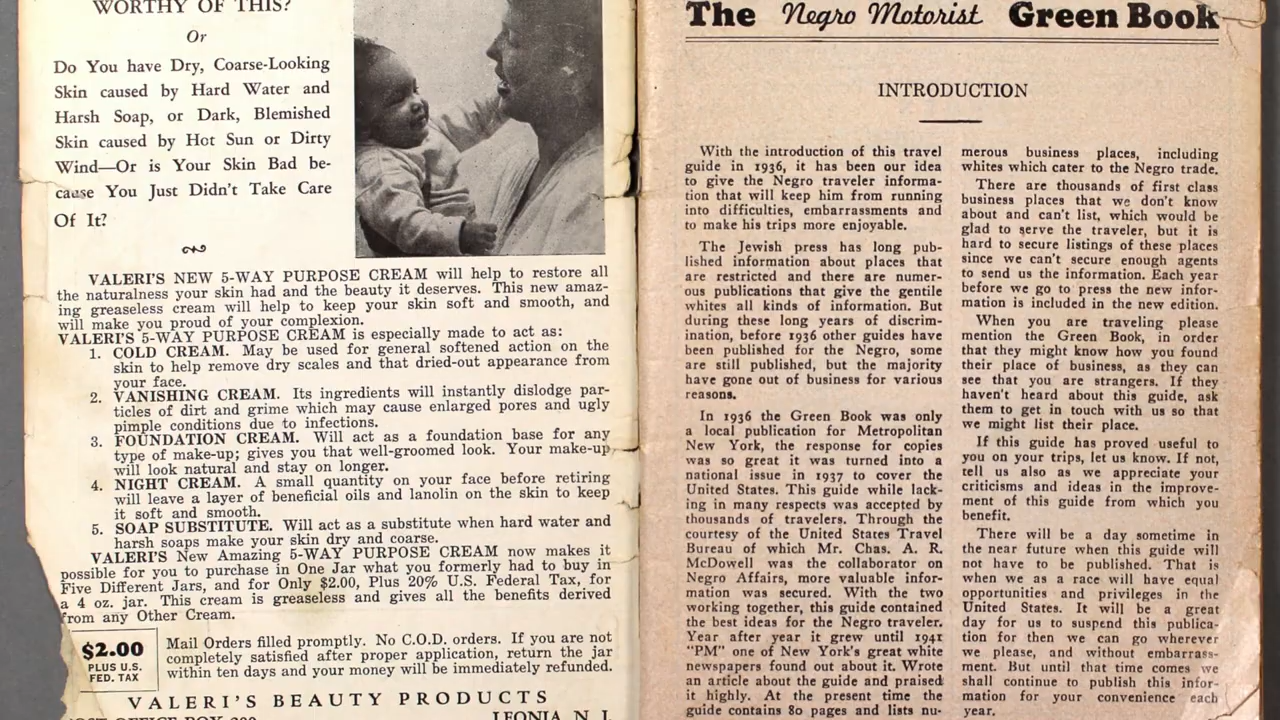 WORTHY OF THIS?
Or
Do You have Dry, Coarse-Looking
Skin caused by Hard Water and
Harsh Soap, or Dark, Blemished
Skin caused by Hot Sun or Dirty
Wind—Or is Your Skin Bad be-
cause You Just Didn't Take Care
Of It?
VALERI'S NEW 5-WAY PURPOSE CREAM will help to restore all
the naturalness your skin had and the beauty it deserves. This new amaz-
ing greaseless cream will help to keep your skin soft and smooth, and
will make you proud of your complexion.
VALERI'S 5-WAY PURPOSE CREAM is especially made to act as:
1. COLD CREAM. May be used for general softened action on the
skin to help remove dry scales and that dried-out appearance from
your face.
2. VANISHING CREAM. Its ingredients will instantly dislodge par-
ticles of dirt and grime which may cause enlarged pores and ugly
pimple conditions due to infections.
3. FOUNDATION CREAM. Will act as a foundation base for any
type of make-up; gives you that well-groomed look. Your make-up
will look natural and stay on longer.
4. NIGHT CREAM. A small quantity on your face before retiring
will leave a layer of beneficial oils and lanolin on the skin to keep
it soft and smooth.
5. SOAP SUBSTITUTE. Will act as a substitute when hard water and
harsh soaps make your skin dry and coarse.
VALERI'S New Amazing 5-WAY PURPOSE CREAM now makes it
possible for you to purchase in One Jar what you formerly had to buy in
Five Different Jars, and for Only $2.00, Plus 20% U.S. Federal Tax, for
a 4 oz. jar. This cream is greaseless and gives all the benefits derived
from any Other Cream.
$2.00
PLUS U.S.
FED. TAX
Mail Orders filled promptly. No C.O.D. orders. If you are not
completely satisfied after proper application, return the jar
within ten days and your money will be immediately refunded.
VALERI'S BEAUTY PRODUCTS
POST OFFICE BOX LEONIA, N. J.
The Negro Motorist Green Book
INTRODUCTION
With the introduction of this travel
guide in 1936, it has been our idea
to give the Negro traveler informa-
tion that will keep him from running
into difficulties, embarrassments and
to make his trips more enjoyable.
The Jewish press has long pub-
lished information about places that
are restricted and there are numer-
ous publications that give the gentile
whites all kinds of information. But
during these long years of discrim-
ination, before 1936 other guides have
been published for the Negro, some
are still published, but the majority
have gone out of business for various
reasons.
In 1936 the Green Book was only
a local publication for Metropolitan
New York, the response for copies
was so great it was turned into a
national issue in 1937 to cover the
United States. This guide while lack-
ing in many respects was accepted by
thousands of travelers. Through the
courtesy of the United States Travel
Bureau of which Mr. Chas. A. R.
McDowell was the collaborator on
Negro Affairs, more valuable infor-
mation was secured. With the two
working together, this guide contained
the best ideas for the Negro traveler.
Year after year it grew until 1941
"PM" one of New York's great white
newspapers found out about it. Wrote
an article about the guide and praised
it highly. At the present time the
guide contains 80 pages and lists nu-
merous business places, including
whites which cater to the Negro trade.
There are thousands of first class
business places that we don't know
about and can't list, which would be
glad to serve the traveler, but it is
hard to secure listings of these places
since we can't secure enough agents
to send us the information. Each year
before we go to press the new infor-
mation is included in the new edition.
When you are traveling please
mention the Green Book, in order
that they might know how you found
their place of business, as they can
see that you are strangers. If they
haven't heard about this guide, ask
them to get in touch with us so that
we might list their place.
If this guide has proved useful to
you on your trips, let us know. If not,
tell us also as we appreciate your
criticisms and ideas in the improve-
ment of this guide from which you
benefit.
There will be a day sometime in
the near future when this guide will
not have to be published. That is
when we as a race will have equal
opportunities and privileges in the
United States. It will be a great
day for us to suspend this publica-
tion for then we can go wherever
we please, and without embarrass-
ment. But until that time comes we
shall continue to publish this infor-
mation for your convenience each
year.